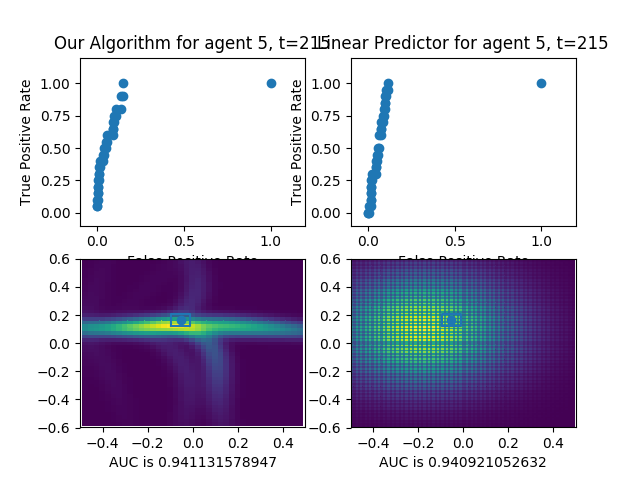 Our Algorithm for agent 5, t=215
Linear Predictor for agent 5, t=215
True Positive Rate
1.00
0.75
0.50
0.25
0.00
0.0 0.5 1.0
False Positive Rate
True Positive Rate
1.00
0.75
0.50
0.25
0.00
0.0 0.5 1.0
False Positive Rate
0.6
0.4
0.2
0.0
−0.2
−0.4
−0.6
−0.4 −0.2 0.0 0.2 0.4
AUC is 0.941131578947
0.6
0.4
0.2
0.0
−0.2
−0.4
−0.6
−0.4 −0.2 0.0 0.2 0.4
AUC is 0.940921052632